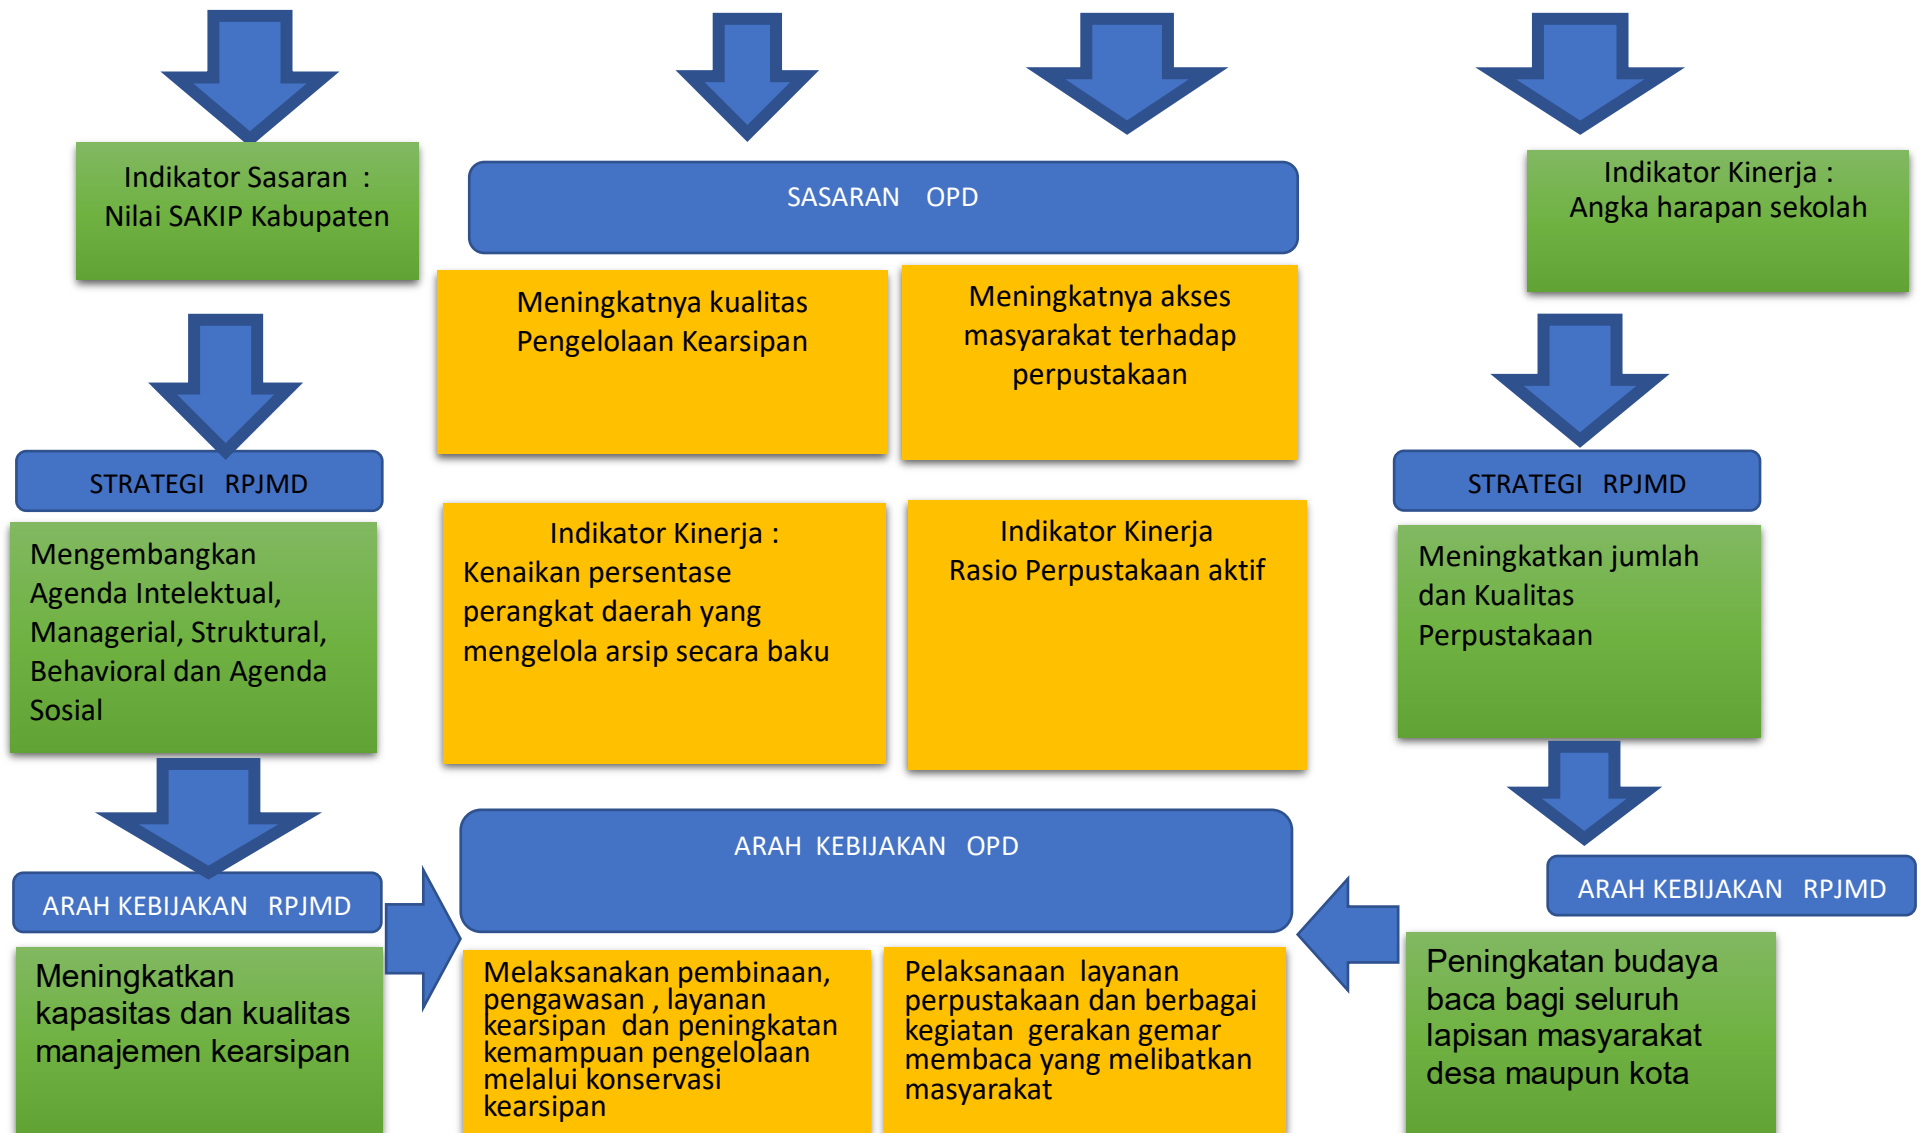 Indikator Sasaran :
Nilai SAKIP Kabupaten
SASARAN OPD
Indikator Kinerja :
Angka harapan sekolah
Meningkatnya kualitas
Pengelolaan Kearsipan
Meningkatnya akses
masyarakat terhadap
perpustakaan
STRATEGI RPJMD
STRATEGI RPJMD
Mengembangkan
Agenda Intelektual,
Managerial, Struktural,
Behavioral dan Agenda
Sosial
Indikator Kinerja :
Kenaikan persentase
perangkat daerah yang
mengelola arsip secara baku
Indikator Kinerja
Rasio Perpustakaan aktif
Meningkatkan jumlah
dan Kualitas
Perpustakaan
ARAH KEBIJAKAN OPD
ARAH KEBIJAKAN RPJMD
ARAH KEBIJAKAN RPJMD
Meningkatkan
kapasitas dan kualitas
manajemen kearsipan
Melaksanakan pembinaan,
pengawasan , layanan
kearsipan dan peningkatan
kemampuan pengelolaan
melalui konservasi
kearsipan
Pelaksanaan layanan
perpustakaan dan berbagai
kegiatan gerakan gemar
membaca yang melibatkan
masyarakat
Peningkatan budaya
baca bagi seluruh
lapisan masyarakat
desa maupun kota